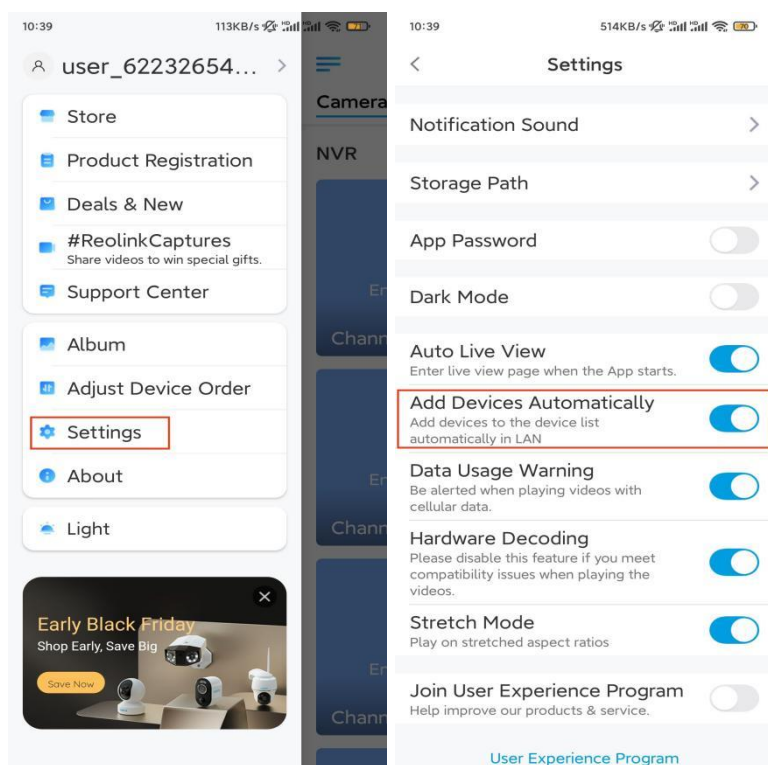 10:39
113KB/s
71
user_62232654...
Store
Product Registration
Deals & New
#ReolinkCaptures
Share videos to win special gifts.
Support Center
Album
Adjust Device Order
Settings
About
Light
Early Black Friday
Shop Early, Save Big
Save Now
Camera
NVR
En
Chann
Er
Chann
En
Chann
10:39
514KB/s
70
Settings
Notification Sound
Storage Path
App Password
Dark Mode
Auto Live View
Enter live view page when the App starts.
Add Devices Automatically
Add devices to the device list
automatically in LAN
Data Usage Warning
Be alerted when playing videos with
cellular data.
Hardware Decoding
Please disable this feature if you meet
compatibility issues when playing the
videos.
Stretch Mode
Play on stretched aspect ratios
Join User Experience Program
Help improve our products & service.
User Experience Program